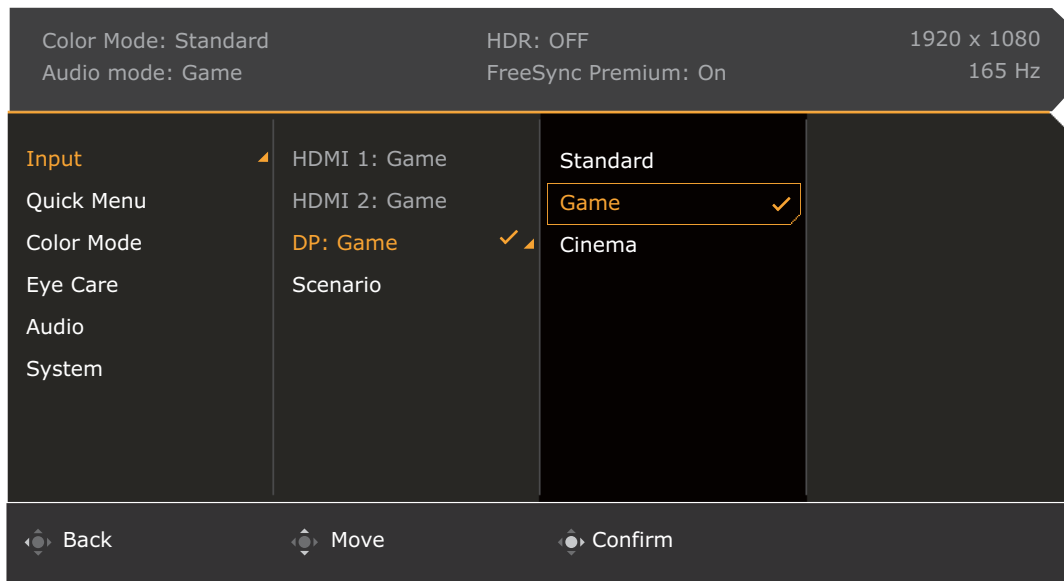 Color Mode: Standard
HDR: OFF
1920 x 1080
Audio mode: Game
FreeSync Premium: On
165 Hz
Input
Quick Menu
Color Mode
Eye Care
Audio
System
HDMI 1: Game
HDMI 2: Game
DP: Game
Scenario
Standard
Game
Cinema
Back
Move
Confirm